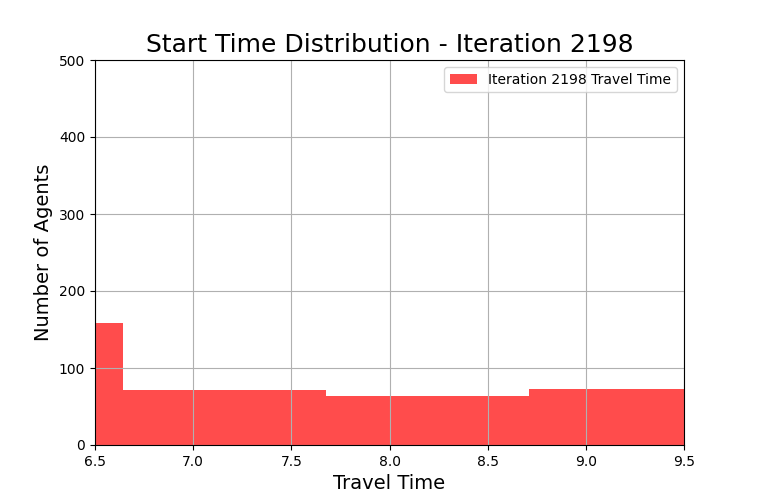 Start Time Distribution - Iteration 2198
Iteration 2198 Travel Time
Number of Agents
500
400
300
200
100
0
6.5 7.0 7.5 8.0 8.5 9.0 9.5
Travel Time